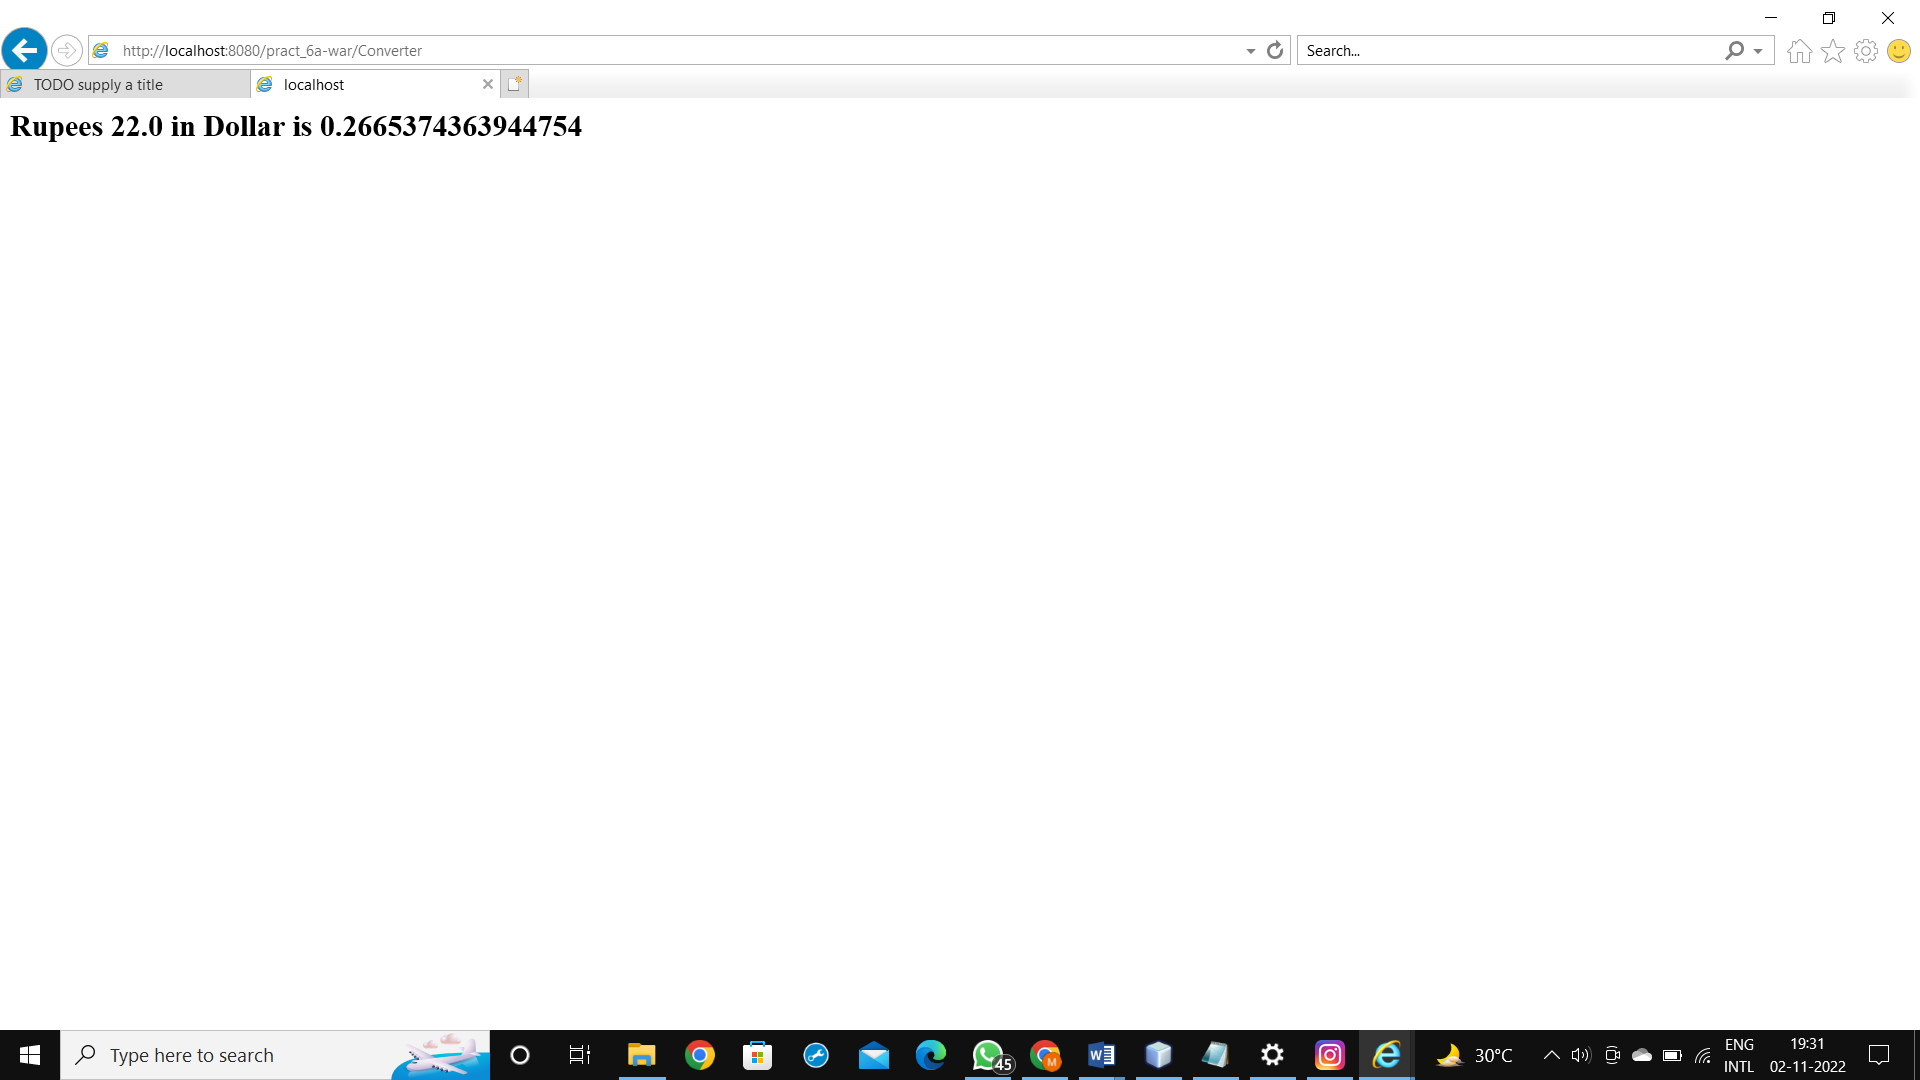 http://localhost:8080/pract_6a-war/Converter
Search...
TODO supply a title
localhost
Rupees 22.0 in Dollar is 0.2665374363944754
Type here to search
45
M
W
30°C
ENG
INTL
19:31
02-11-2022